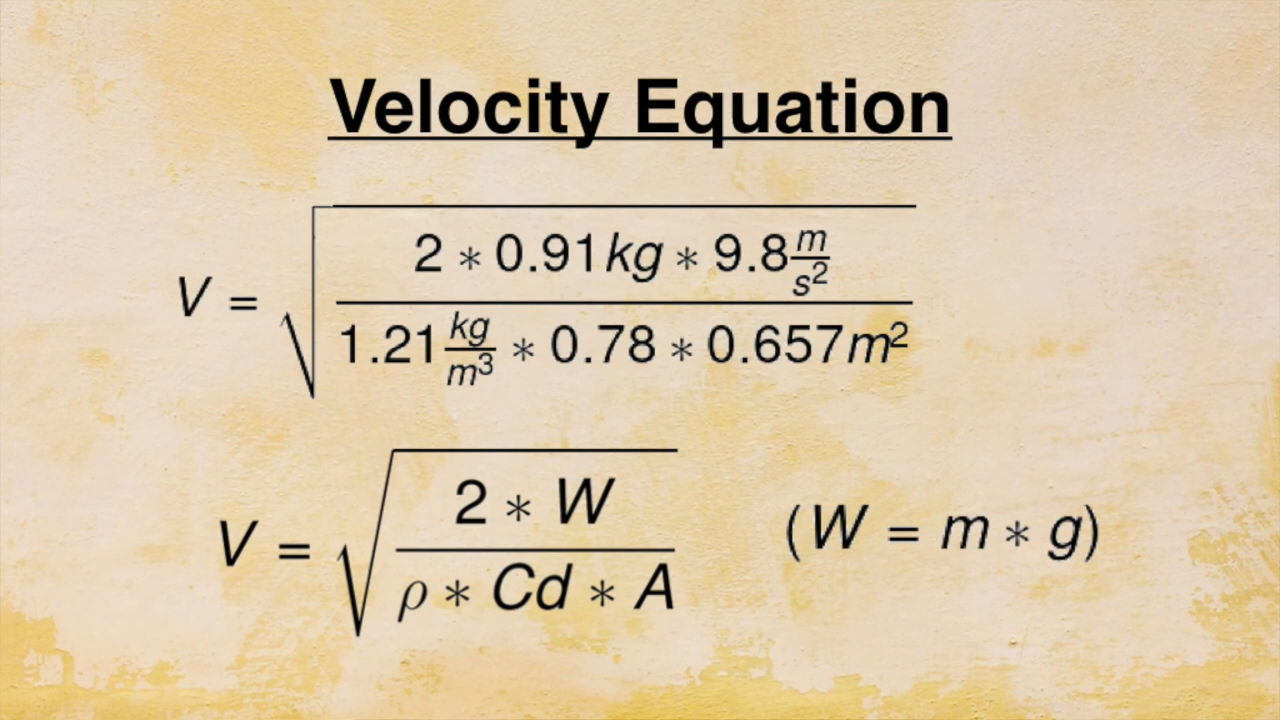 Velocity Equation
V = √((2 * 0.91kg * 9.8 m/s²) / (1.21 kg/m³ * 0.78 * 0.657m²))
V = √((2 * W) / (ρ * Cd * A)) (W = m * g)